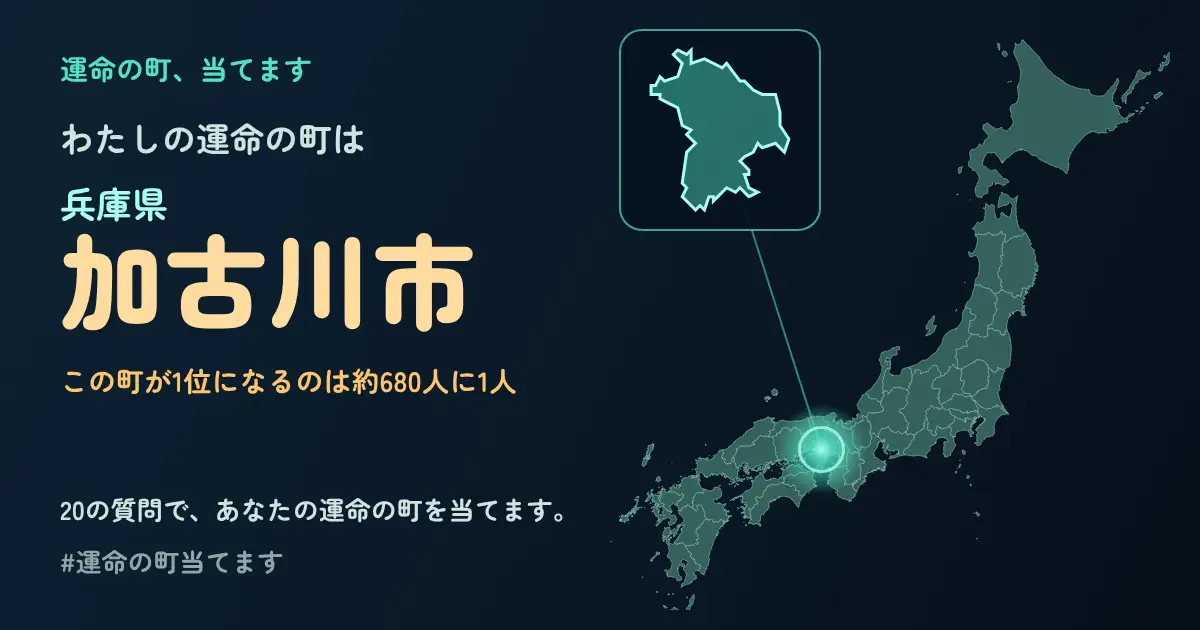 運命の町、当てます
わたしの運命の町は
兵庫県
加古川市
この町が1位になるのは約680人に1人
20の質問で、あなたの運命の町を当てます。
#運命の町当てます